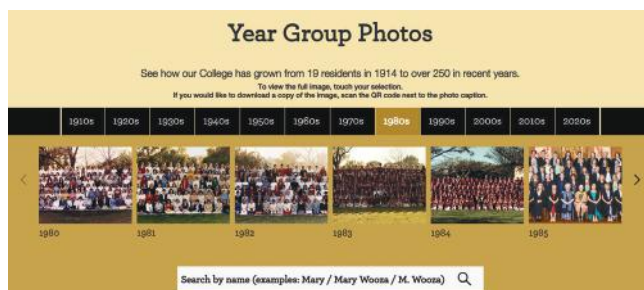 Year Group Photos
See how our College has grown from 19 residents in 1914 to over 250 in recent years.
To view the full image, touch your selection.
If you would like to download a copy of the image, scan the QR code next to the photo caption.
1910s 1920s 1930s 1940s 1950s 1960s 1970s 1980s 1990s 2000s 2010s 2020s
1980 1981 1982 1983 1984 1985
Search by name (examples: Mary / Mary Wooza / M. Wooza)